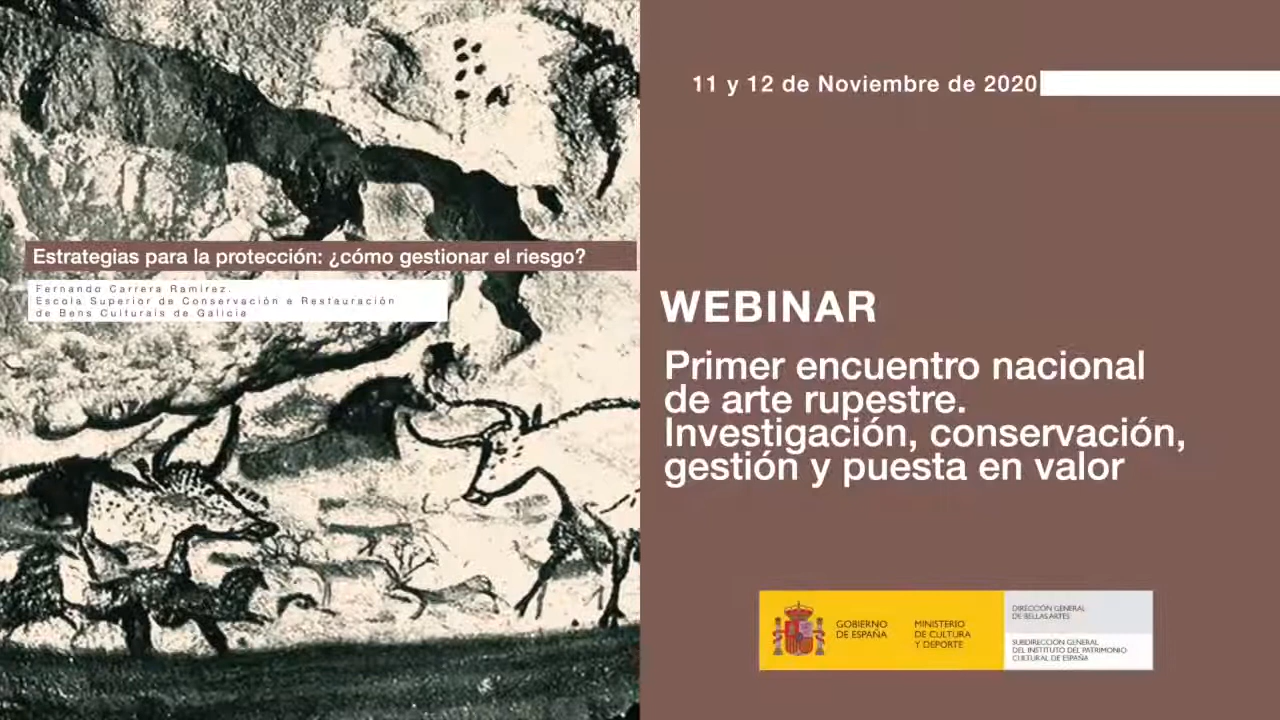 Estrategias para la protección: ¿cómo gestionar el riesgo?
Fernando Carrera Ramírez.
Escola Superior de Conservación e Restauración
de Bens Culturais de Galicia
11 y 12 de Noviembre de 2020
WEBINAR
Primer encuentro nacional
de arte rupestre.
Investigación, conservación,
gestión y puesta en valor
GOBIERNO
DE ESPAÑA
MINISTERIO
DE CULTURA
Y DEPORTE
DIRECCIÓN GENERAL
DE BELLAS ARTES
SUBDIRECCIÓN GENERAL
DEL INSTITUTO DEL PATRIMONIO
CULTURAL DE ESPAÑA